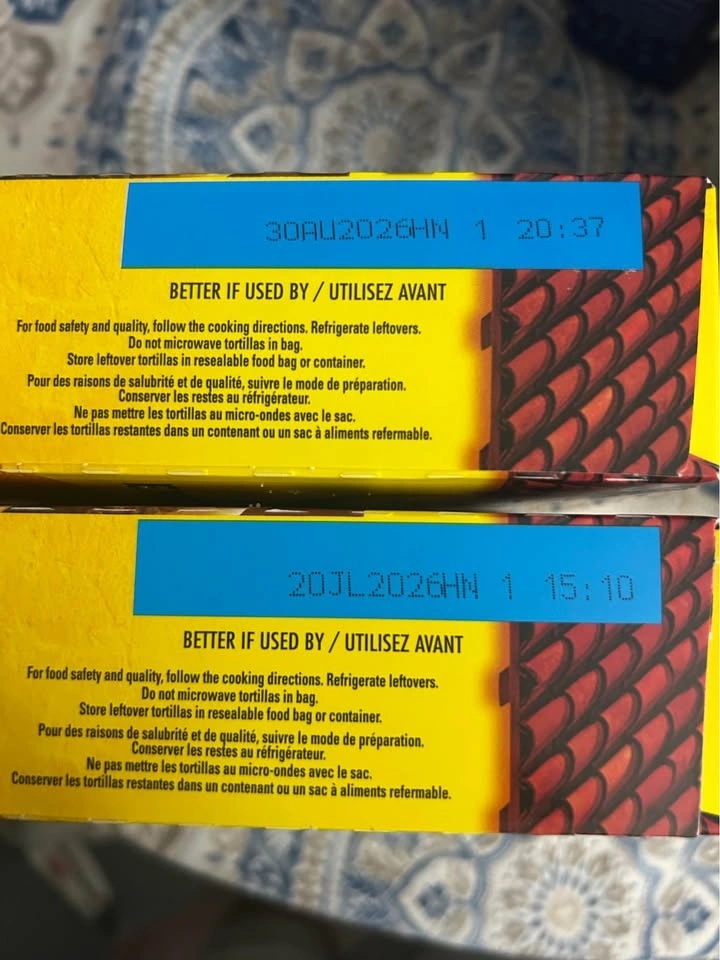 30AU2026HN 1 20:37
BETTER IF USED BY / UTILISEZ AVANT
For food safety and quality, follow the cooking directions. Refrigerate leftovers.
Do not microwave tortillas in bag.
Store leftover tortillas in resealable food bag or container.
Pour des raisons de salubrité et de qualité, suivre le mode de préparation.
Conserver les restes au réfrigérateur.
Ne pas mettre les tortillas au micro-ondes avec le sac.
Conserver les tortillas restantes dans un contenant ou un sac à aliments refermable.
20JL2026HN 1 15:10
BETTER IF USED BY / UTILISEZ AVANT
For food safety and quality, follow the cooking directions. Refrigerate leftovers.
Do not microwave tortillas in bag.
Store leftover tortillas in resealable food bag or container.
Pour des raisons de salubrité et de qualité, suivre le mode de préparation.
Conserver les restes au réfrigérateur.
Ne pas mettre les tortillas au micro-ondes avec le sac.
Conserver les tortillas restantes dans un contenant ou un sac à aliments refermable.